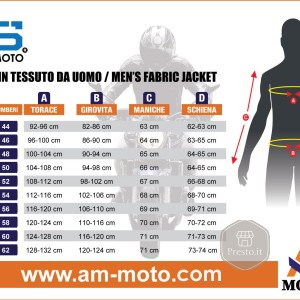 MOTO
IN TESSUTO DA UOMO / MEN'S FABRIC JACKET
A B C D
UMBERI TORACE GIROVITA MANICHE SCHIENA
44 92-96 cm 82-86 cm 63 cm 62-63 cm
46 96-100 cm 86-90 cm 64 cm 63-64 cm
48 100-104 cm 90-94 cm 65 cm 64-65 cm
50 104-108 cm 94-98 cm 66 cm 65-66 cm
52 108-112 cm 98-102 cm 67 cm 66-67 cm
54 112-116 cm 102-106 cm 68 cm 67-68 cm
56 116-120 cm 106-110 cm 69 cm 68-69 cm
58 120-124 cm 110-116 cm 70 cm 69-70 cm
60 124-128 cm 116-120 cm 71 cm 70-71 cm
62 128-132 cm 120-124 cm 71 cm 73-74 cm
A
B
C
Presto.it
www.am-moto.com
MO